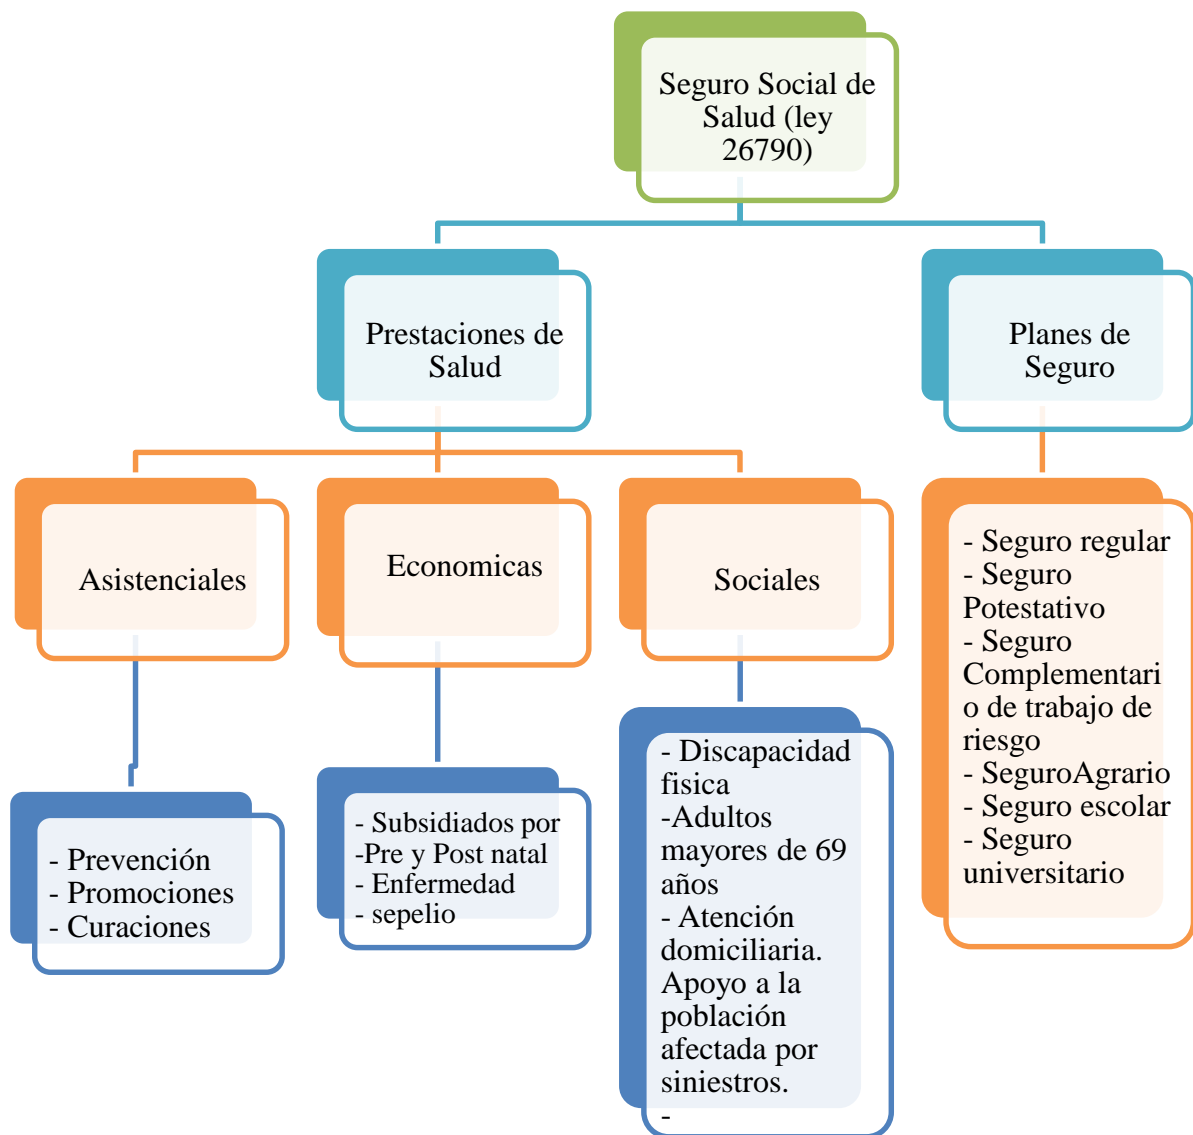 Seguro Social de
Salud (ley
26790)
Prestaciones de
Salud
Planes de
Seguro
Asistenciales
Economicas
Sociales
- Seguro regular
- Seguro
Potestativo
- Seguro
Complementari
o de trabajo de
riesgo
- SeguroAgrario
- Seguro escolar
- Seguro
universitario
- Prevención
- Promociones
- Curaciones
- Subsidiados por
-Pre y Post natal
- Enfermedad
- sepelio
- Discapacidad
fisica
-Adultos
mayores de 69
años
- Atención
domiciliaria.
Apoyo a la
población
afectada por
siniestros.
-